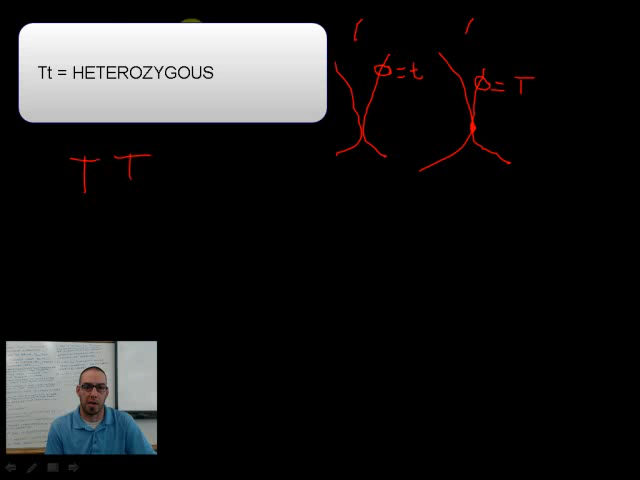 Tt = HETEROZYGOUS
= t
= T
T T